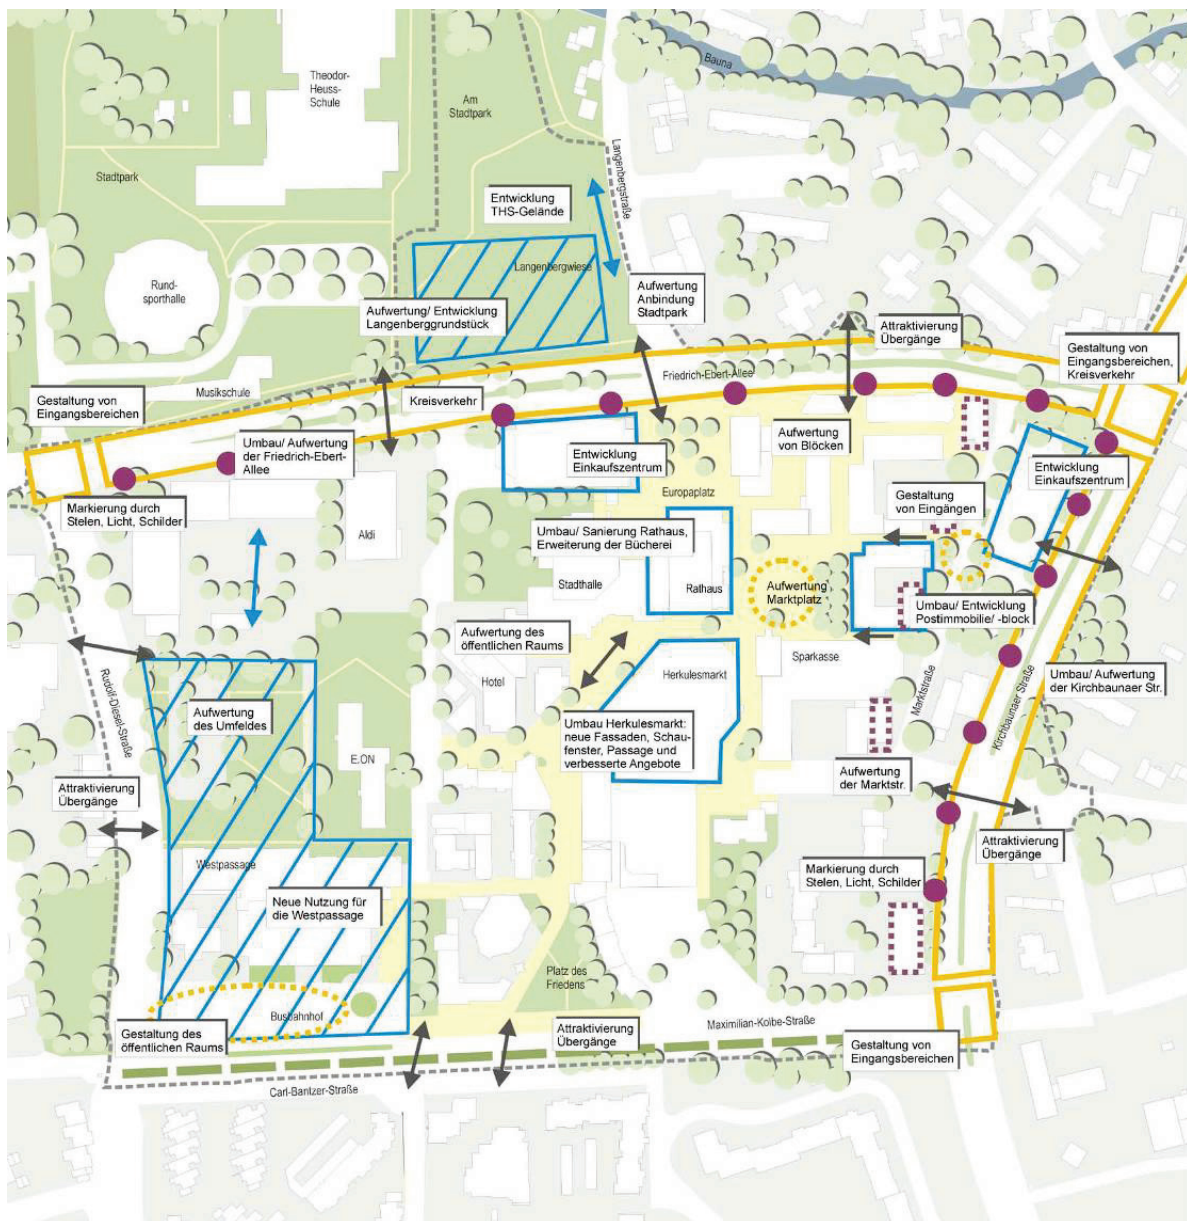 Bauna
Theodor-
Heuss-
Schule
Am
Stadtpark
Langenbergstraße
Stadtpark
Entwicklung
THS-Gelände
Langenbergwiese
Rund-
sporthalle
Aufwertung
Anbindung
Stadtpark
Aufwertung/ Entwicklung
Langenberggrundstück
Attraktivierung
Übergänge
Gestaltung von
Eingangsbereichen,
Kreisverkehr
Friedrich-Ebert-Allee
Musikschule
Kreisverkehr
Gestaltung von
Eingangsbereichen
Umbau/ Aufwertung
der Friedrich-Ebert-
Allee
Aufwertung
von Blöcken
Entwicklung
Einkaufszentrum
Entwicklung
Einkaufszentrum
Europaplatz
Gestaltung
von Eingängen
Markierung durch
Stelen, Licht, Schilder
Aldi
Umbau/ Sanierung Rathaus,
Erweiterung der Bücherei
Stadthalle
Rathaus
Aufwertung
Marktplatz
Umbau/ Entwicklung
Postimmobilie/ -block
Aufwertung des
öffentlichen Raums
Sparkasse
Herkulesmarkt
Hotel
Umbau/ Aufwertung
der Kirchbaunaer Str.
Rudolf-Diesel-Straße
Marktstraße
Kirchbaunaer Straße
Aufwertung
des Umfeldes
Umbau Herkulesmarkt:
neue Fassaden, Schau-
fenster, Passage und
verbesserte Angebote
E.ON
Aufwertung
der Marktstr.
Attraktivierung
Übergänge
Attraktivierung
Übergänge
Westpassage
Markierung durch
Stelen, Licht, Schilder
Neue Nutzung für
die Westpassage
Platz des
Friedens
Busbahnhof
Maximilian-Kolbe-Straße
Gestaltung des
öffentlichen Raums
Attraktivierung
Übergänge
Gestaltung von
Eingangsbereichen
Carl-Bantzer-Straße